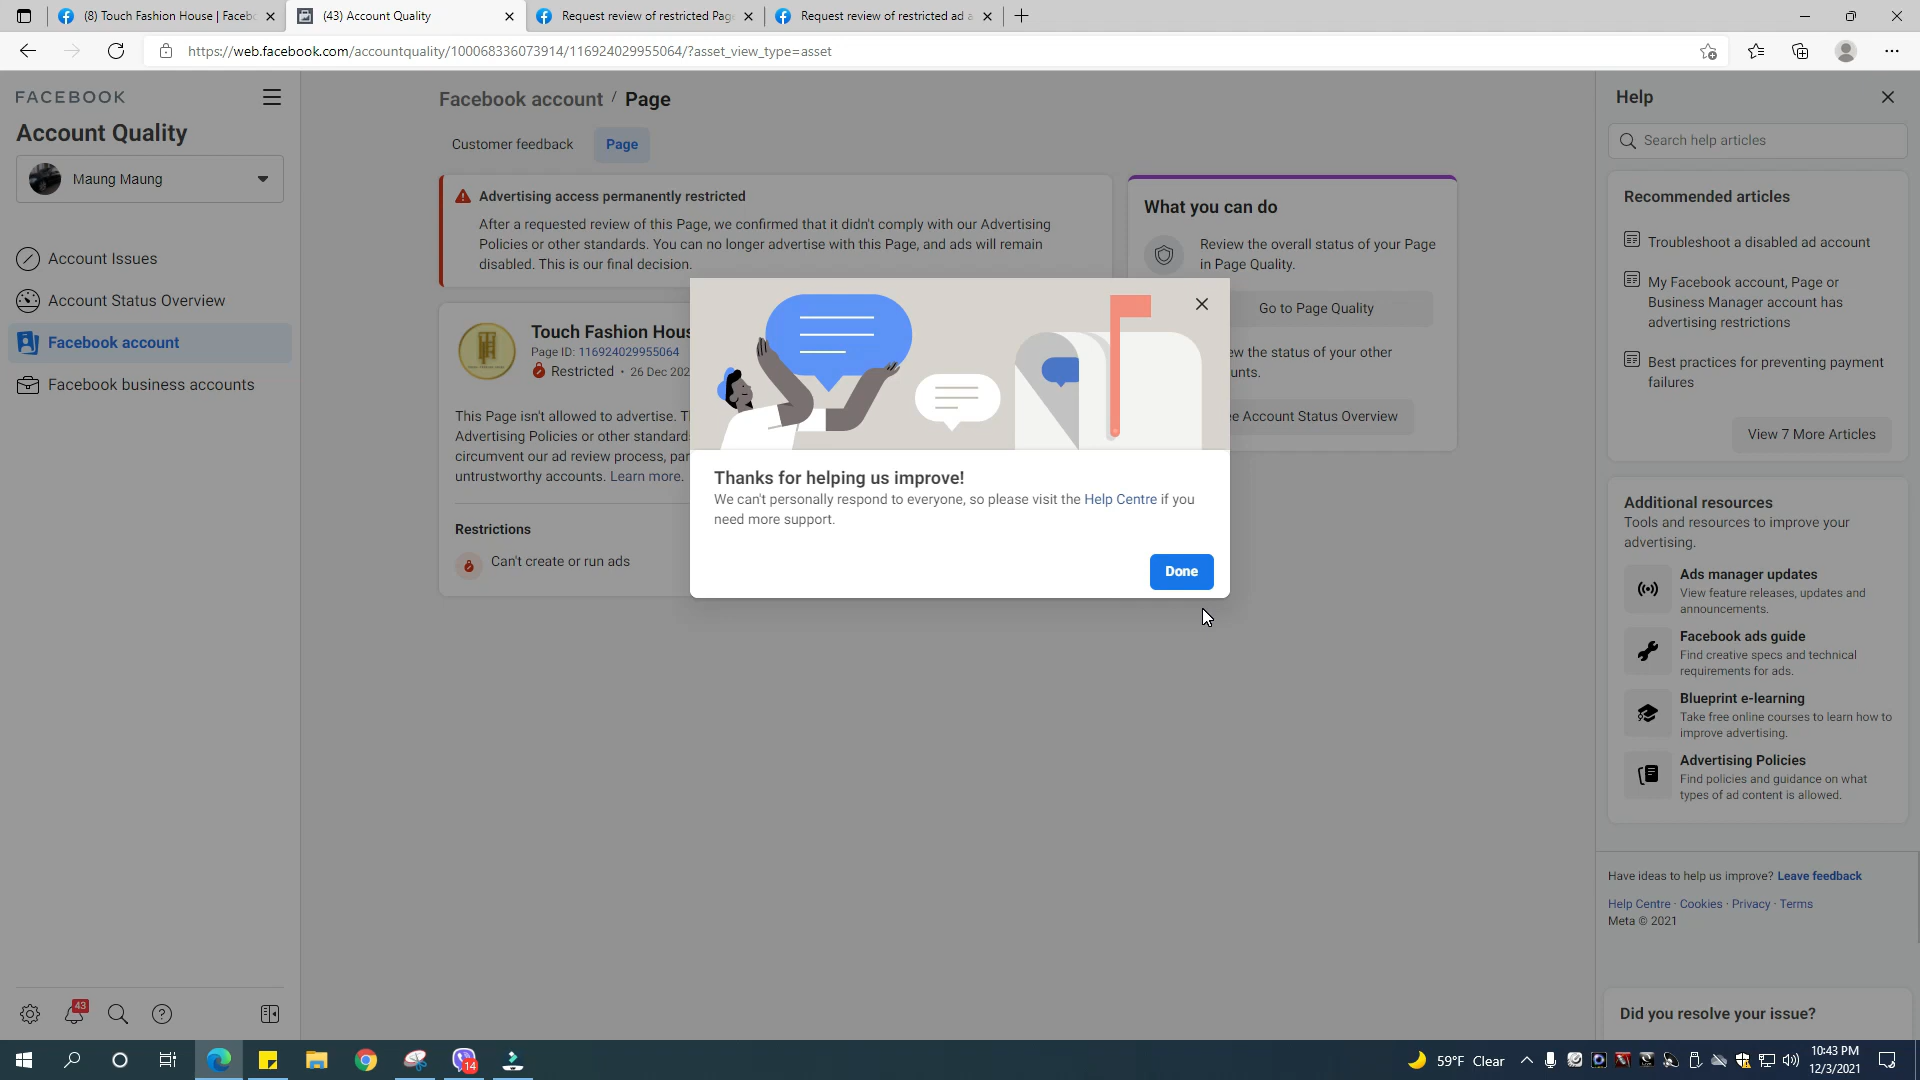 (8) Touch Fashion House | Faceb
(43) Account Quality
Request review of restricted Pag
Request review of restricted ad a
https://web.facebook.com/accountquality/100068336073914/116924029955064/?asset_view_type=asset
FACEBOOK
Account Quality
Maung Maung
Account Issues
Account Status Overview
Facebook account
Facebook business accounts
43
Facebook account / Page
Customer feedback
Page
Advertising access permanently restricted
After a requested review of this Page, we confirmed that it didn't comply with our Advertising
Policies or other standards. You can no longer advertise with this Page, and ads will remain
disabled. This is our final decision.
Touch Fashion Hous
Page ID: 116924029955064
Restricted · 26 Dec 202
This Page isn't allowed to advertise. T
Advertising Policies or other standard
circumvent our ad review process, par
untrustworthy accounts. Learn more.
Restrictions
Can't create or run ads
What you can do
Review the overall status of your Page
in Page Quality.
Go to Page Quality
ew the status of your other
unts.
e Account Status Overview
Thanks for helping us improve!
We can't personally respond to everyone, so please visit the Help Centre if you
need more support.
Done
Help
Search help articles
Recommended articles
Troubleshoot a disabled ad account
My Facebook account, Page or
Business Manager account has
advertising restrictions
Best practices for preventing payment
failures
View 7 More Articles
Additional resources
Tools and resources to improve your
advertising.
Ads manager updates
View feature releases, updates and
announcements.
Facebook ads guide
Find creative specs and technical
requirements for ads.
Blueprint e-learning
Take free online courses to learn how to
improve advertising.
Advertising Policies
Find policies and guidance on what
types of ad content is allowed.
Have ideas to help us improve? Leave feedback
Help Centre · Cookies · Privacy · Terms
Meta © 2021
Did you resolve your issue?
14
59°F Clear
10:43 PM
12/3/2021